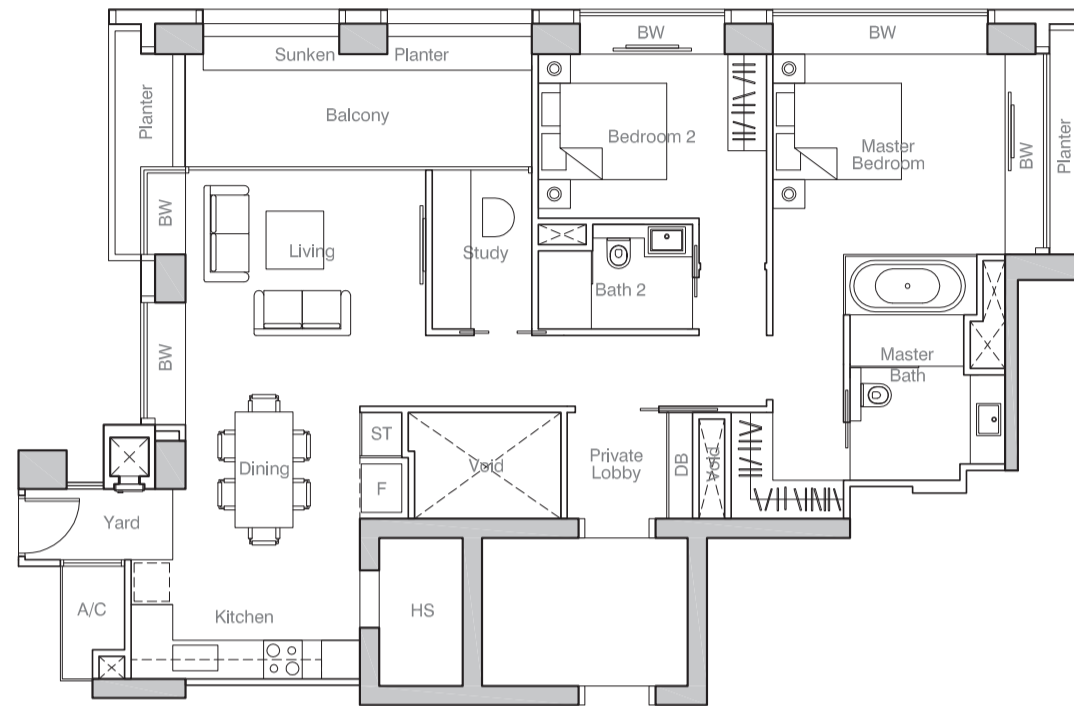 BW
BW
Sunken Planter
Planter
Balcony
Bedroom 2
Master
Bedroom
BW
Planter
BW
Living
Study
Bath 2
BW
Master
Bath
ST
Void
Private
Lobby
DB
Void
Dining
F
Yard
A/C
Kitchen
HS